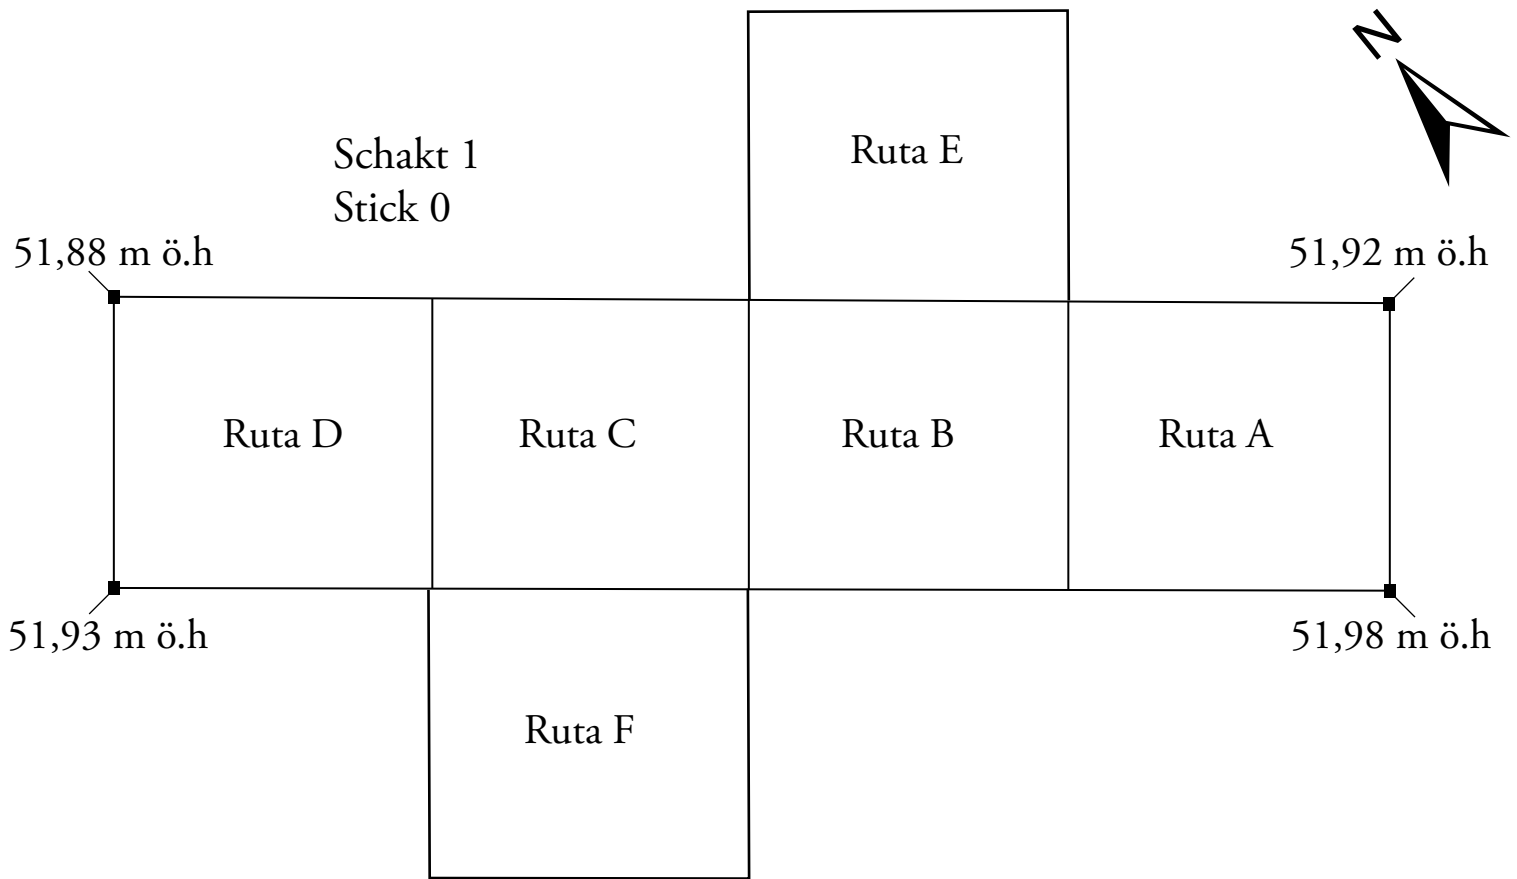 N
Ruta E
Schakt 1
Stick 0
51,88 m ö.h
51,92 m ö.h
Ruta D
Ruta C
Ruta B
Ruta A
51,93 m ö.h
51,98 m ö.h
Ruta F